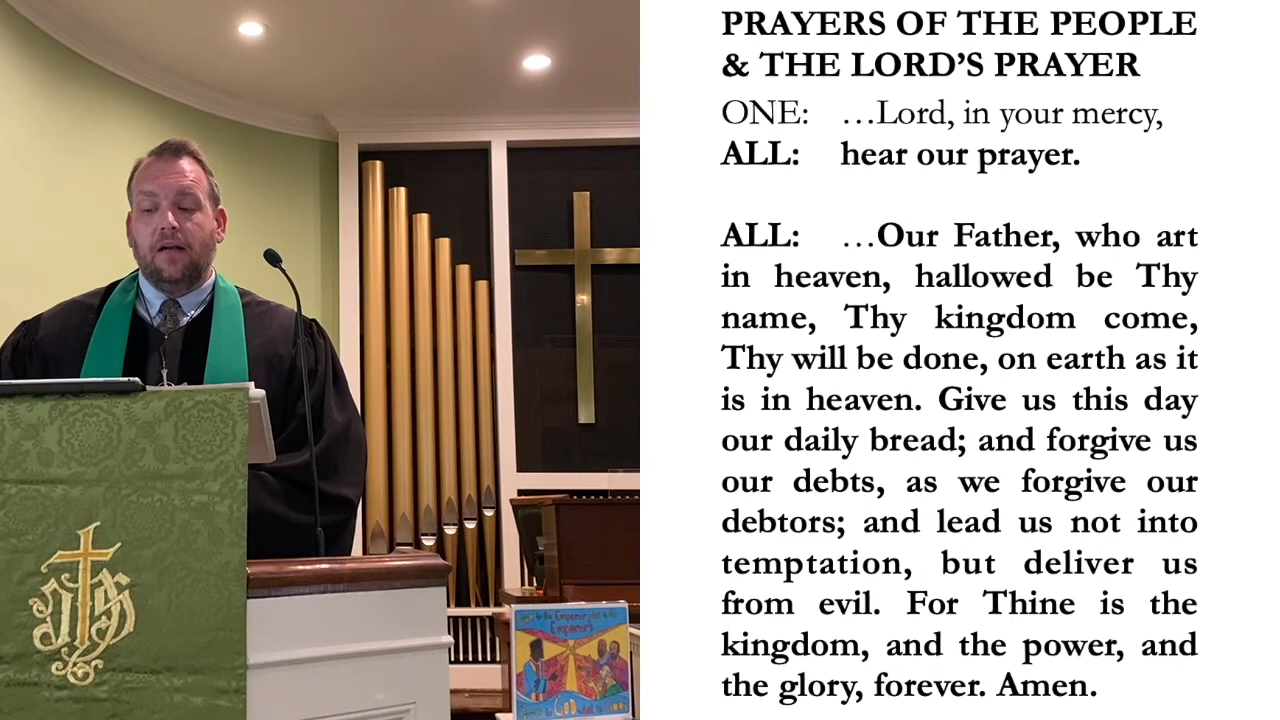 PRAYERS OF THE PEOPLE
& THE LORD'S PRAYER
ONE: …Lord, in your mercy,
ALL: hear our prayer.
ALL: …Our Father, who art
in heaven, hallowed be Thy
name, Thy kingdom come,
Thy will be done, on earth as it
is in heaven. Give us this day
our daily bread; and forgive us
our debts, as we forgive our
debtors; and lead us not into
temptation, but deliver us
from evil. For Thine is the
kingdom, and the power, and
the glory, forever. Amen.
IHS
Emperor
Emperor's
God